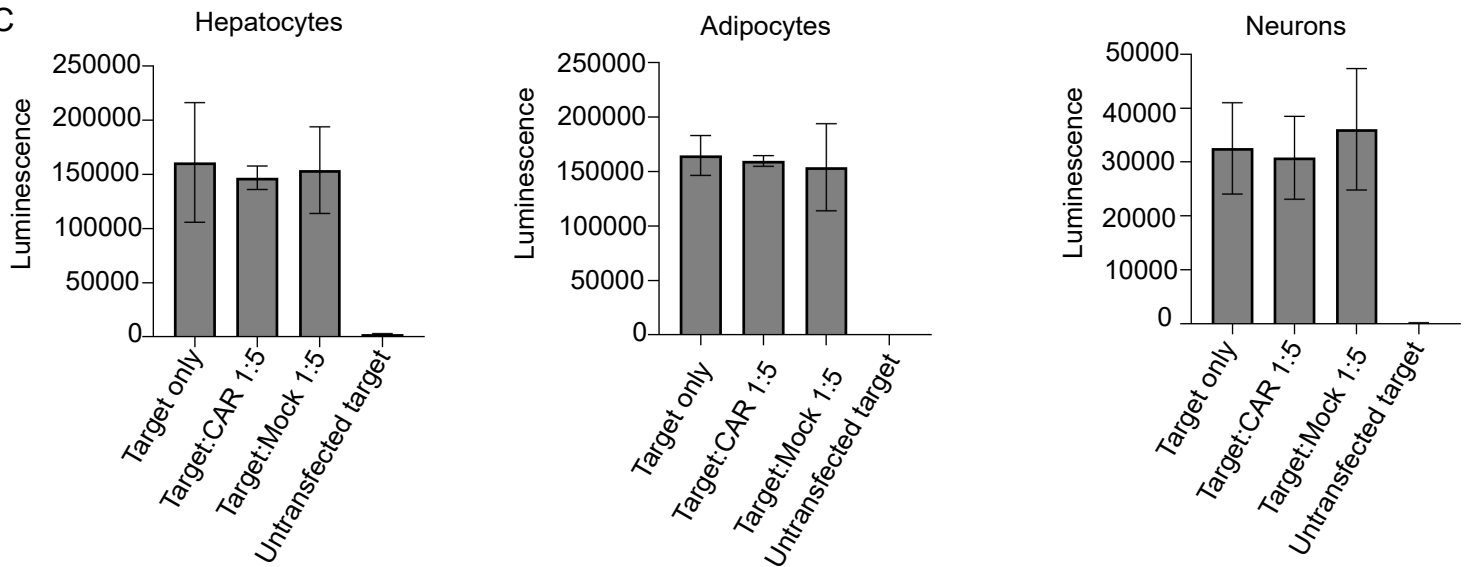 C
Hepatocytes
Luminescence
250000
200000
150000
100000
50000
0
Target only
Target:CAR 1:5
Target:Mock 1:5
Untransfected target
Adipocytes
Luminescence
250000
200000
150000
100000
50000
0
Target only
Target:CAR 1:5
Target:Mock 1:5
Untransfected target
Neurons
Luminescence
50000
40000
30000
20000
10000
0
Target only
Target:CAR 1:5
Target:Mock 1:5
Untransfected target